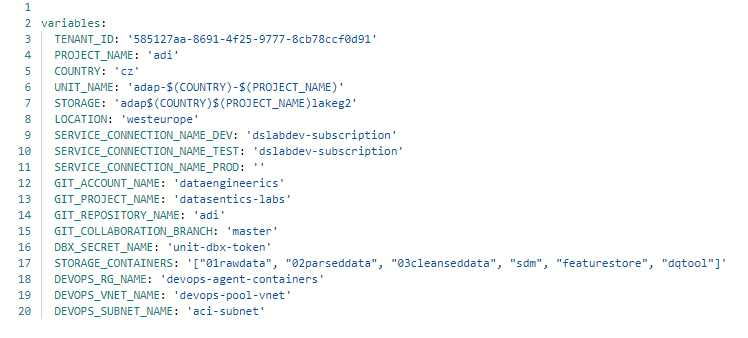 1
2 variables:
3 TENANT_ID: '585127aa-8691-4f25-9777-8cb78ccf0d91'
4 PROJECT_NAME: 'adi'
5 COUNTRY: 'cz'
6 UNIT_NAME: 'adap-$(COUNTRY)-$(PROJECT_NAME)'
7 STORAGE: 'adap$(COUNTRY)$(PROJECT_NAME)lakeg2'
8 LOCATION: 'westeurope'
9 SERVICE_CONNECTION_NAME_DEV: 'dslabdev-subscription'
10 SERVICE_CONNECTION_NAME_TEST: 'dslabdev-subscription'
11 SERVICE_CONNECTION_NAME_PROD: ''
12 GIT_ACCOUNT_NAME: 'dataengineerics'
13 GIT_PROJECT_NAME: 'datasentics-labs'
14 GIT_REPOSITORY_NAME: 'adi'
15 GIT_COLLABORATION_BRANCH: 'master'
16 DBX_SECRET_NAME: 'unit-dbx-token'
17 STORAGE_CONTAINERS: '["01rawdata", "02parseddata", "03cleanseddata", "sdm", "featurestore", "dqtool"]'
18 DEVOPS_RG_NAME: 'devops-agent-containers'
19 DEVOPS_VNET_NAME: 'devops-pool-vnet'
20 DEVOPS_SUBNET_NAME: 'aci-subnet'